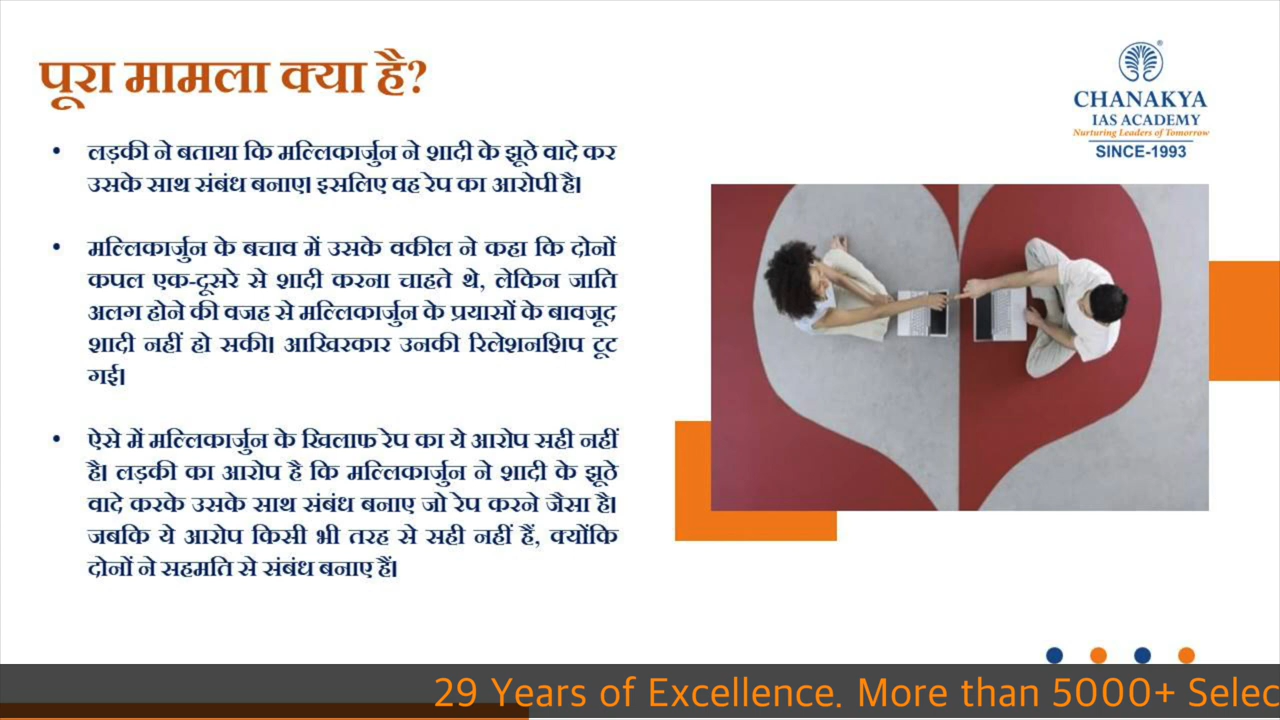 पूरा मामला क्या है?
CHANAKYA
IAS ACADEMY
Nurturing Leaders of Tomorrow
SINCE-1993
• लड़की ने बताया कि मल्लिकार्जुन ने शादी के झूठे वादे कर
उसके साथ संबंध बनाए। इसलिए वह रेप का आरोपी है।
• मल्लिकार्जुन के बचाव में उसके वकील ने कहा कि दोनों
कपल एक-दूसरे से शादी करना चाहते थे, लेकिन जाति
अलग होने की वजह से मल्लिकार्जुन के प्रयासों के बावजूद
शादी नहीं हो सकी। आखिरकार उनकी रिलेशनशिप टूट
गई।
• ऐसे में मल्लिकार्जुन के खिलाफ रेप का ये आरोप सही नहीं
है। लड़की का आरोप है कि मल्लिकार्जुन ने शादी के झूठे
वादे करके उसके साथ संबंध बनाए जो रेप करने जैसा है।
जबकि ये आरोप किसी भी तरह से सही नहीं हैं, क्योंकि
दोनों ने सहमति से संबंध बनाए हैं।
29 Years of Excellence. More than 5000+ Selec